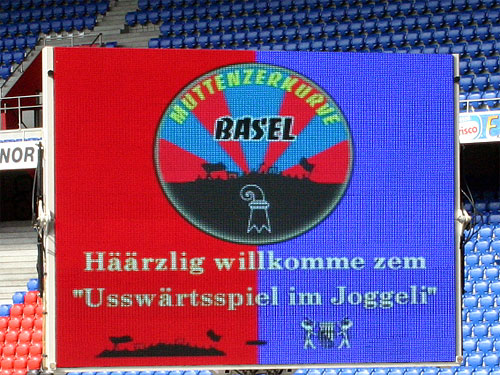 MUTTENZERKURVE
BASEL
Häärzlig willkomme zem
"Usswärtsspiel im Joggeli"
NOR
risco
F